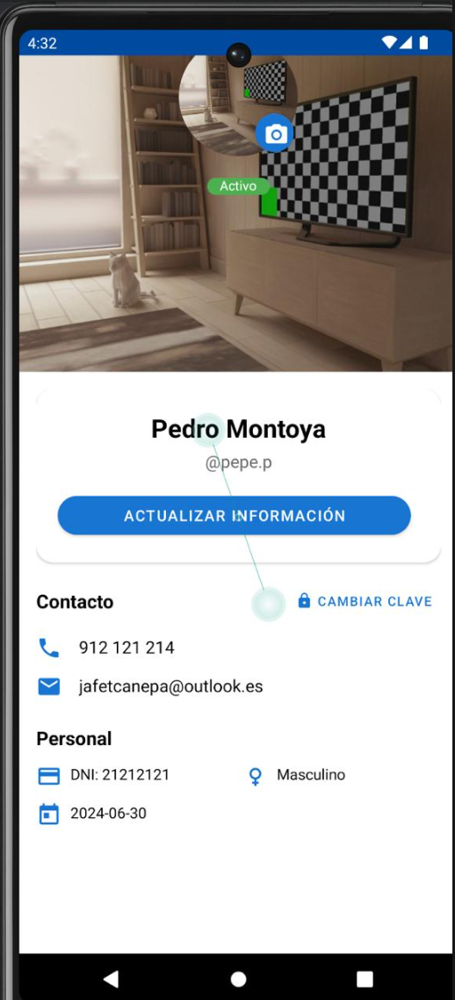 4:32
Activo
Pedro Montoya
@pepe.p
ACTUALIZAR INFORMACIÓN
Contacto
CAMBIAR CLAVE
912 121 214
jafetcanepa@outlook.es
Personal
DNI: 21212121
Masculino
2024-06-30